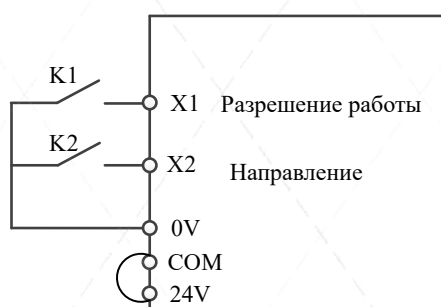 K1
X1 Разрешение работы
K2
X2 Направление
0V
COM
24V